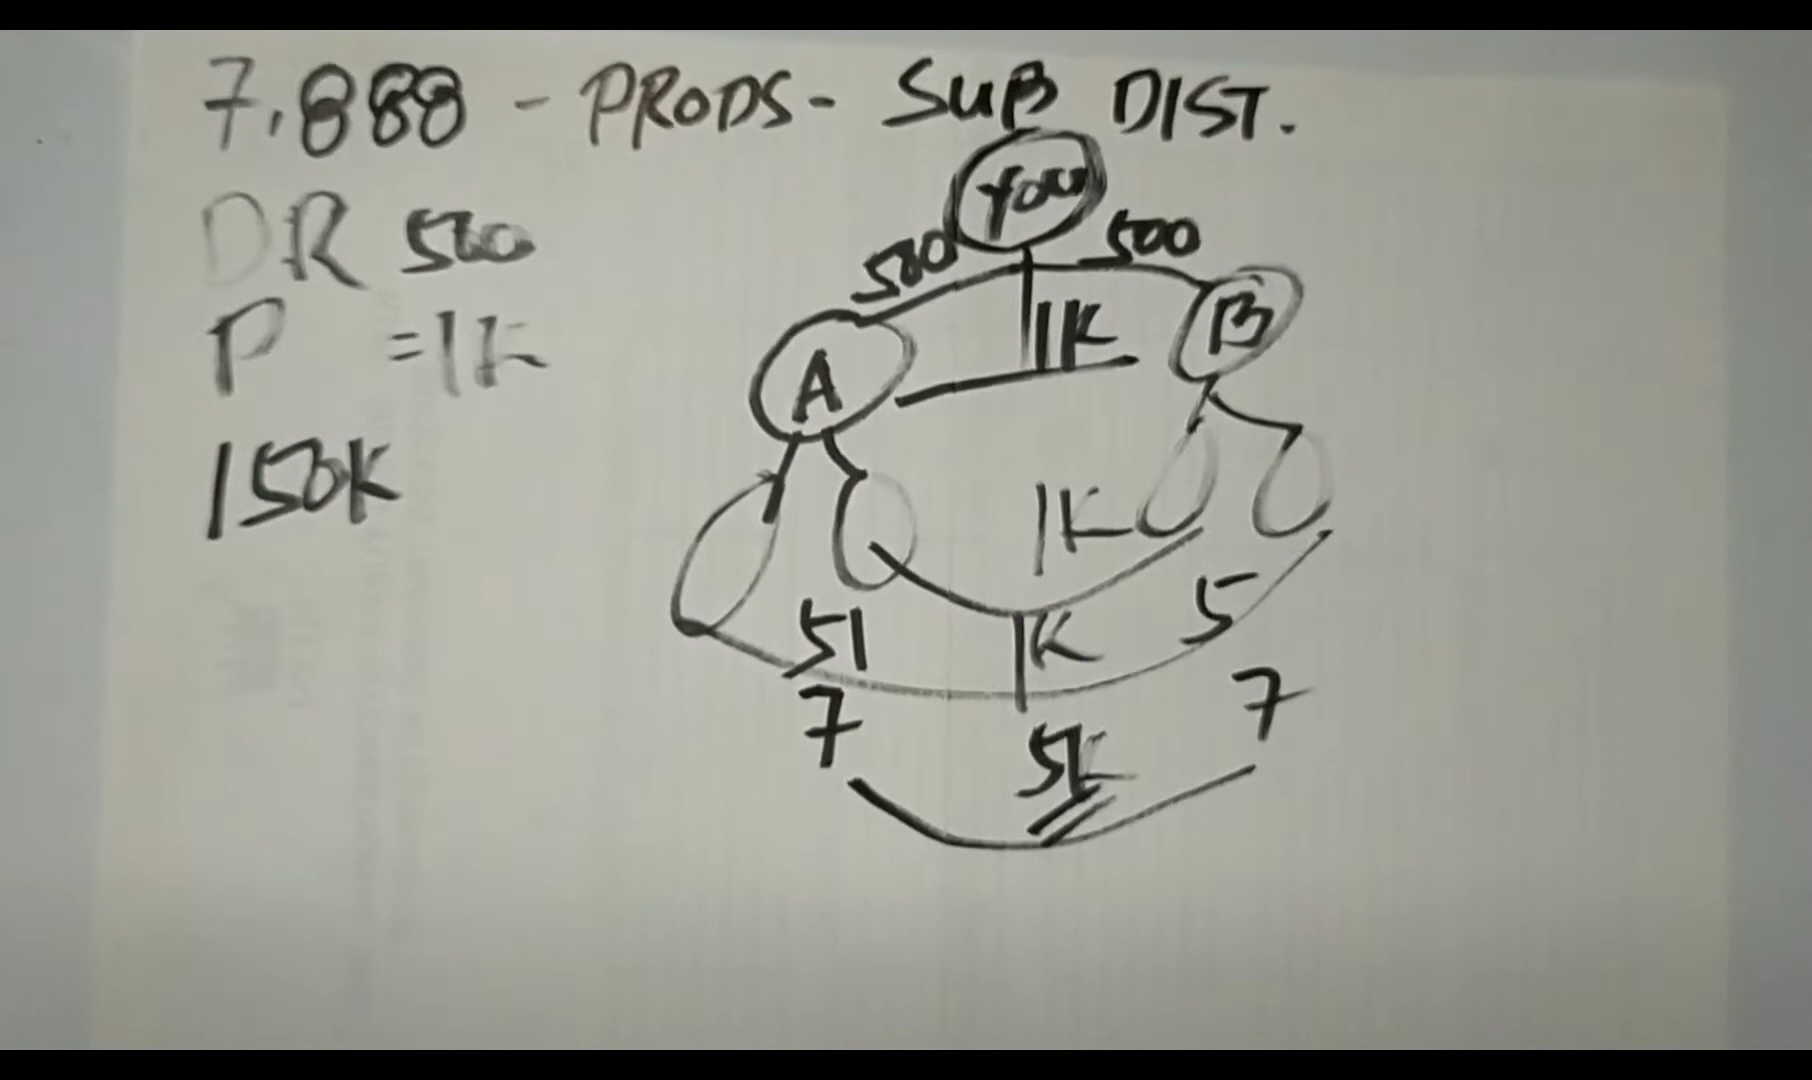 7.888 - PRODS - SUB DIST.
YOU
DR 500
500
500
P =1K
1K
B
A
150K
1K
51
1K
5
7
5K
7